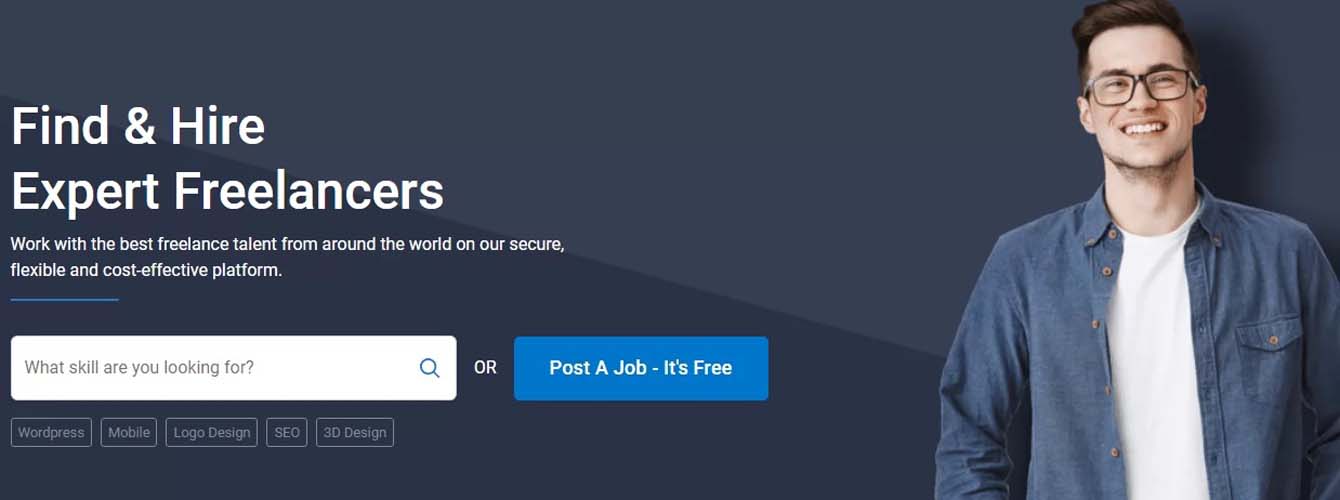 Find & Hire
Expert Freelancers
Work with the best freelance talent from around the world on our secure,
flexible and cost-effective platform.
What skill are you looking for?
OR
Post A Job - It's Free
Wordpress
Mobile
Logo Design
SEO
3D Design